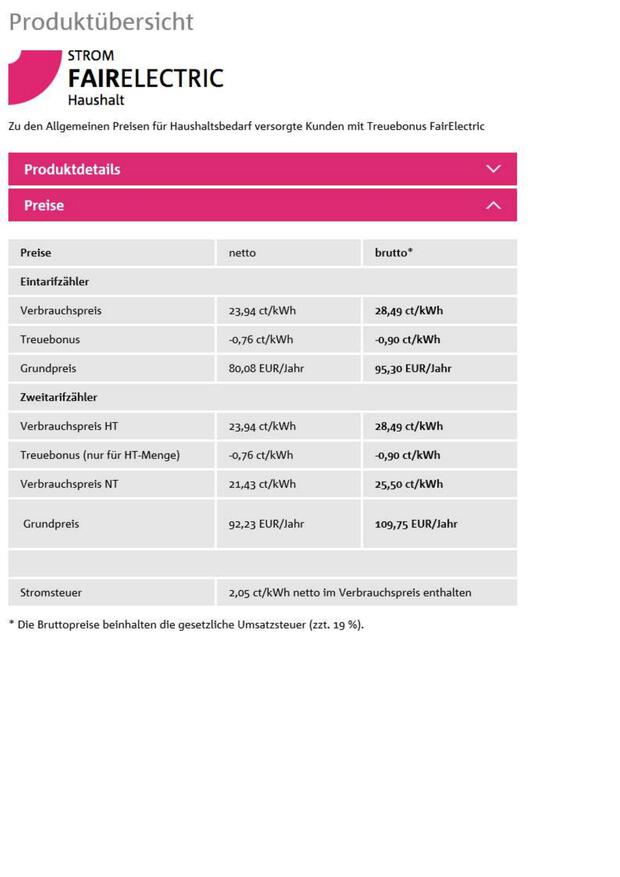 Produktübersicht
STROM
FAIRELECTRIC
Haushalt
Zu den Allgemeinen Preisen für Haushaltsbedarf versorgte Kunden mit Treuebonus FairElectric
Produktdetails
Preise
Preise netto brutto*
Eintarifzähler
Verbrauchspreis 23,94 ct/kWh 28,49 ct/kWh
Treuebonus -0,76 ct/kWh -0,90 ct/kWh
Grundpreis 80,08 EUR/Jahr 95,30 EUR/Jahr
Zweitarifzähler
Verbrauchspreis HT 23,94 ct/kWh 28,49 ct/kWh
Treuebonus (nur für HT-Menge) -0,76 ct/kWh -0,90 ct/kWh
Verbrauchspreis NT 21,43 ct/kWh 25,50 ct/kWh
Grundpreis 92,23 EUR/Jahr 109,75 EUR/Jahr
Stromsteuer 2,05 ct/kWh netto im Verbrauchspreis enthalten
* Die Bruttopreise beinhalten die gesetzliche Umsatzsteuer (zzt. 19 %).